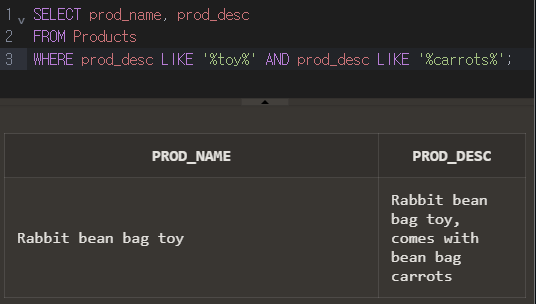 1 SELECT prod_name, prod_desc
2 FROM Products
3 WHERE prod_desc LIKE '%toy%' AND prod_desc LIKE '%carrots%';
PROD_NAME PROD_DESC
Rabbit bean bag toy
Rabbit bean
bag toy,
comes with
bean bag
carrots